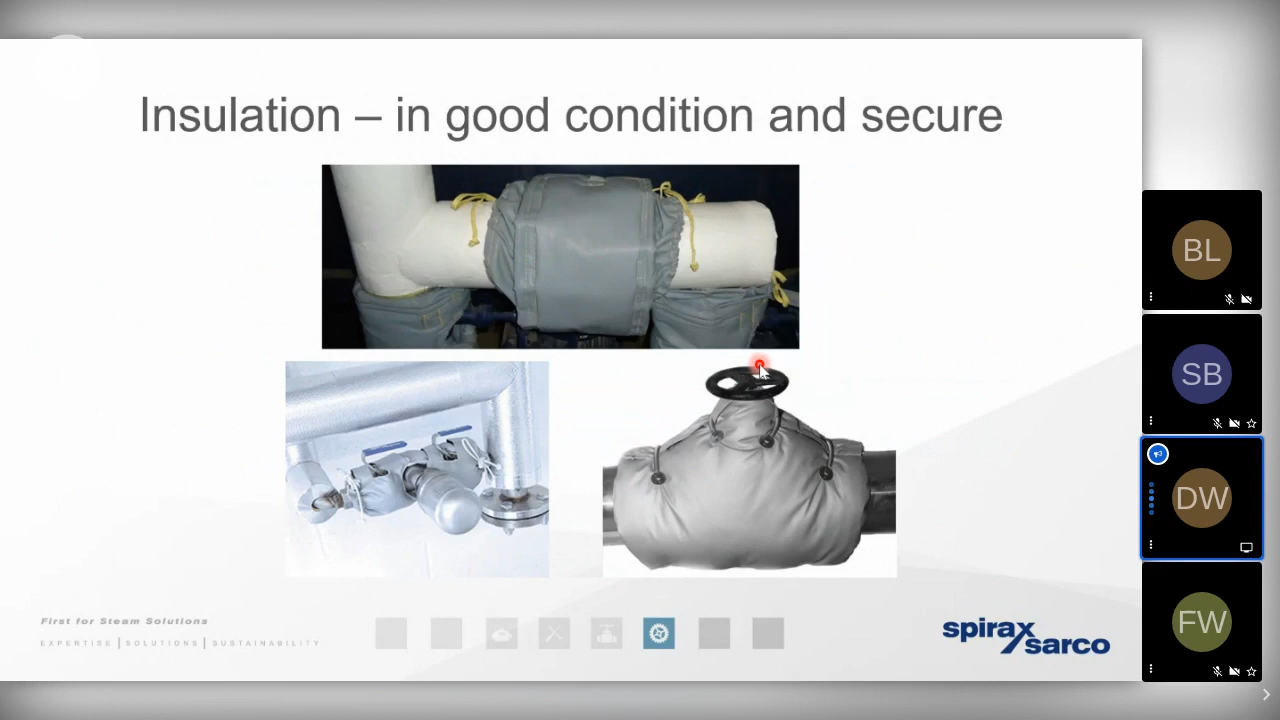 Insulation – in good condition and secure
BL
SB
DW
FW
First for Steam Solutions
EXPERTISE | SOLUTIONS | SUSTAINABILITY
spirax
sarco